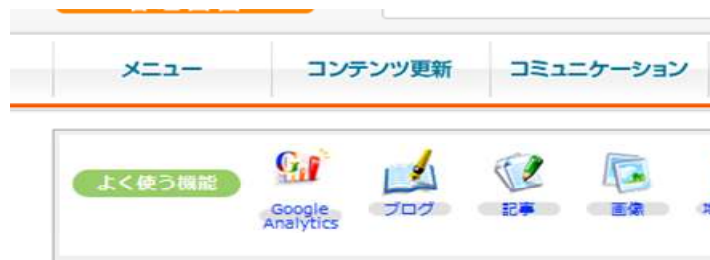 メニュー
コンテンツ更新
コミュニケーション
よく使う機能
Google
Analytics
ブログ
記事
画像